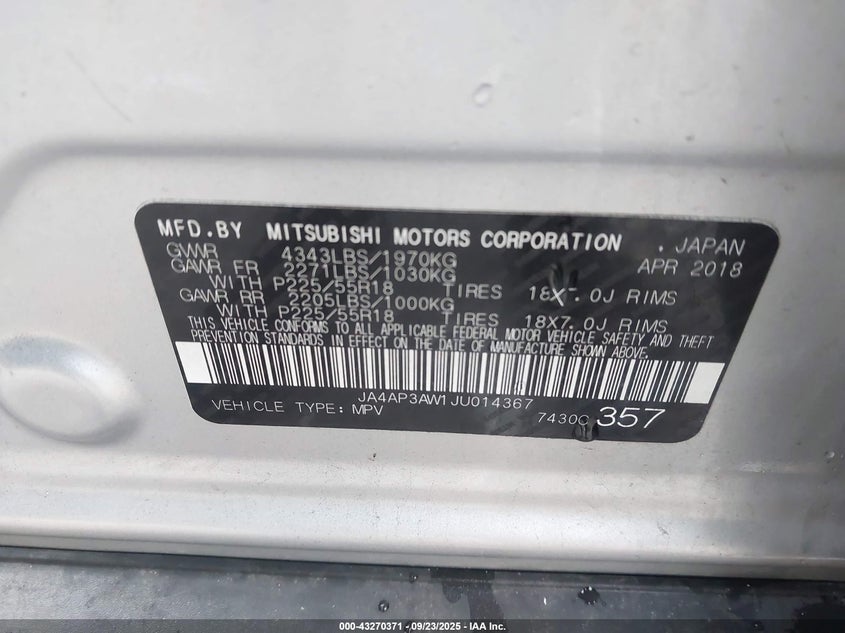 MFD.BY MITSUBISHI MOTORS CORPORATION . JAPAN
GVWR 4343LBS/1970KG APR 2018
GAWR FR 2271LBS/1030KG
WITH P225/55R18 TIRES 18X7.0J RIMS
GAWR RR 2205LBS/1000KG
WITH P225/55R18 TIRES 18X7.0J RIMS
THIS VEHICLE CONFORMS TO ALL APPLICABLE FEDERAL MOTOR VEHICLE SAFETY AND THEFT
PREVENTION STANDARDS IN EFFECT ON THE DATE OF MANUFACTURE SHOWN ABOVE.
JA4AP3AW1JU014367
VEHICLE TYPE: MPV 7430C 357
000-43270371 - 09/23/2025 - IAA Inc.